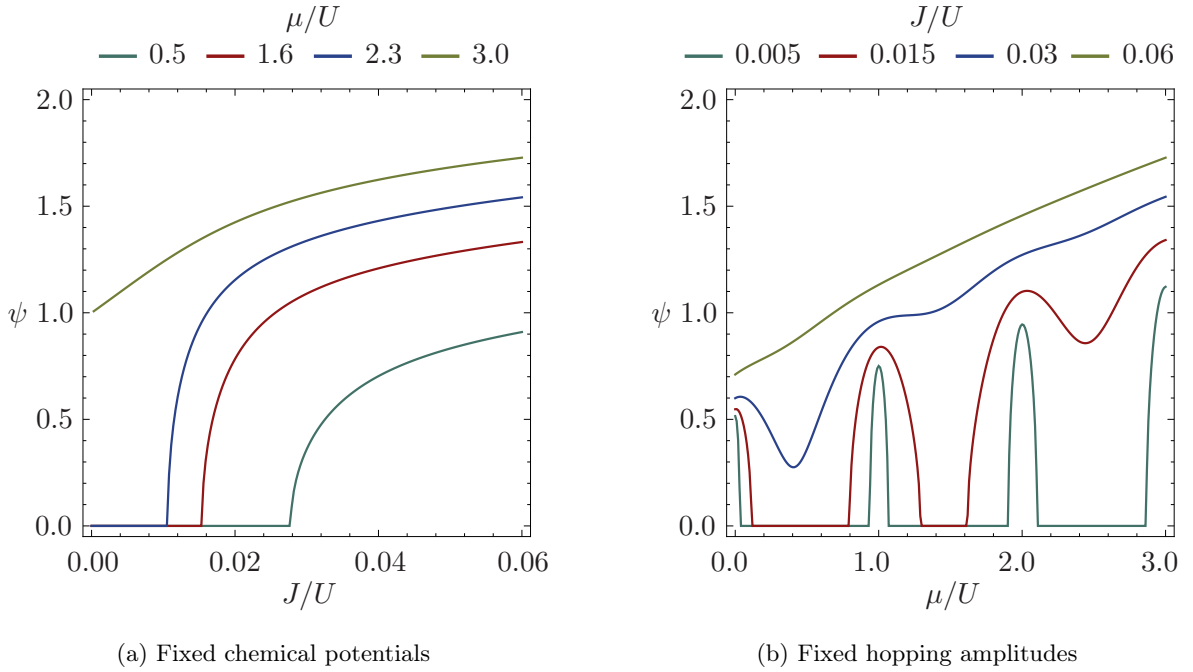 μ/U
0.5 1.6 2.3 3.0
2.0
1.5
ψ 1.0
0.5
0.0
0.00 0.02 0.04 0.06
J/U
(a) Fixed chemical potentials
J/U
0.005 0.015 0.03 0.06
2.0
1.5
ψ 1.0
0.5
0.0
0.0 1.0 2.0 3.0
μ/U
(b) Fixed hopping amplitudes